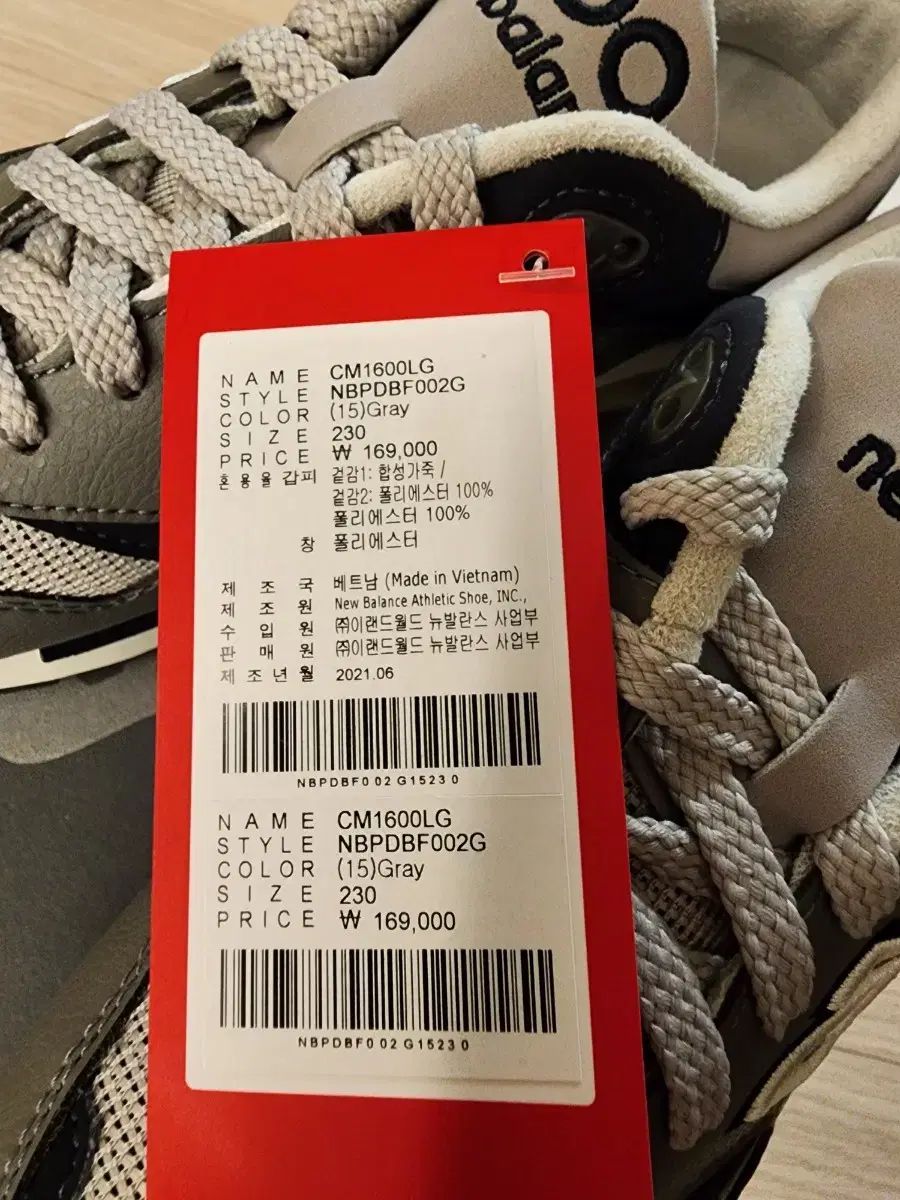 00
balan
ne
NAME CM1600LG
STYLE NBPDBF002G
COLOR (15)Gray
SIZE 230
PRICE ₩ 169,000
혼용율 갑피 겉감1: 합성가죽 /
겉감2: 폴리에스터 100%
폴리에스터 100%
창 폴리에스터
제조국 베트남 (Made in Vietnam)
제조원 New Balance Athletic Shoe, INC.,
수입원 ㈜이랜드월드 뉴발란스 사업부
판매원 ㈜이랜드월드 뉴발란스 사업부
제조년월 2021.06
NBPDBF002G15230
NAME CM1600LG
STYLE NBPDBF002G
COLOR (15)Gray
SIZE 230
PRICE ₩ 169,000
NBPDBF002G15230